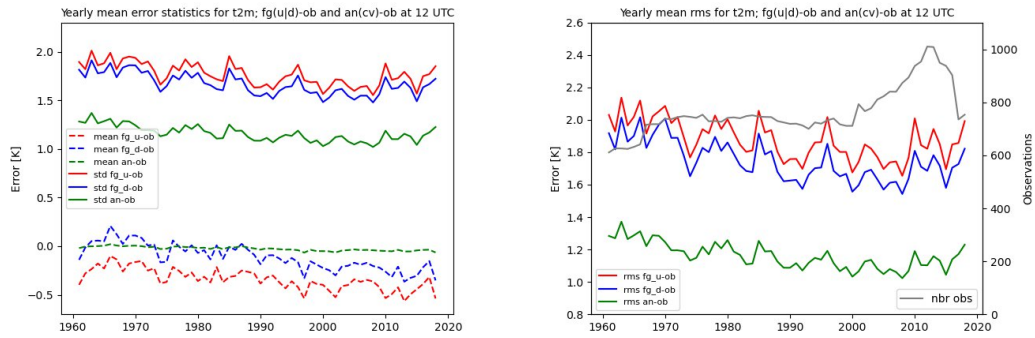 Yearly mean error statistics for t2m; fg(u|d)-ob and an(cv)-ob at 12 UTC
Error [K]
2.0
1.5
1.0
0.5
0.0
−0.5
mean fg_u-ob
mean fg_d-ob
mean an-ob
std fg_u-ob
std fg_d-ob
std an-ob
1960 1970 1980 1990 2000 2010 2020
Yearly mean rms for t2m; fg(u|d)-ob and an(cv)-ob at 12 UTC
Error [K]
2.6
2.4
2.2
2.0
1.8
1.6
1.4
1.2
1.0
0.8
rms fg_u-ob
rms fg_d-ob
rms an-ob
nbr obs
1000
800
600
400
200
0
Observations
1960 1970 1980 1990 2000 2010 2020